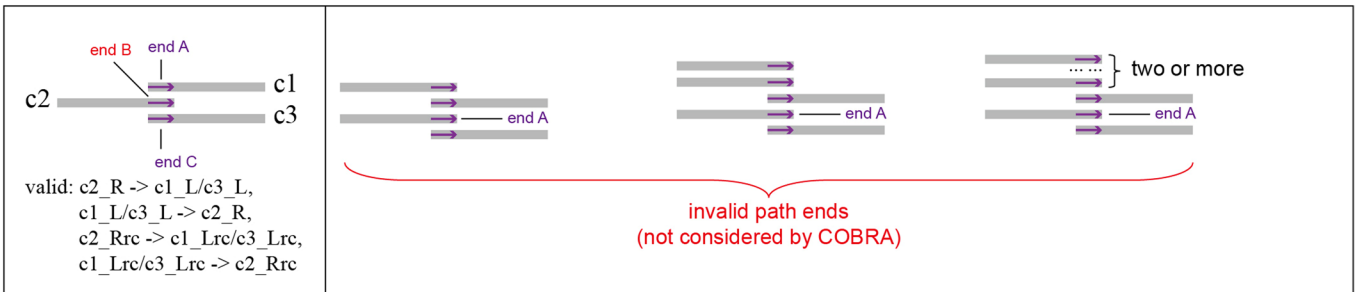 end B
end A
c1
c2
c3
end C
valid: c2_R -> c1_L/c3_L,
c1_L/c3_L -> c2_R,
c2_Rrc -> c1_Lrc/c3_Lrc,
c1_Lrc/c3_Lrc -> c2_Rrc
end A
end A
... ...
two or more
end A
invalid path ends
(not considered by COBRA)